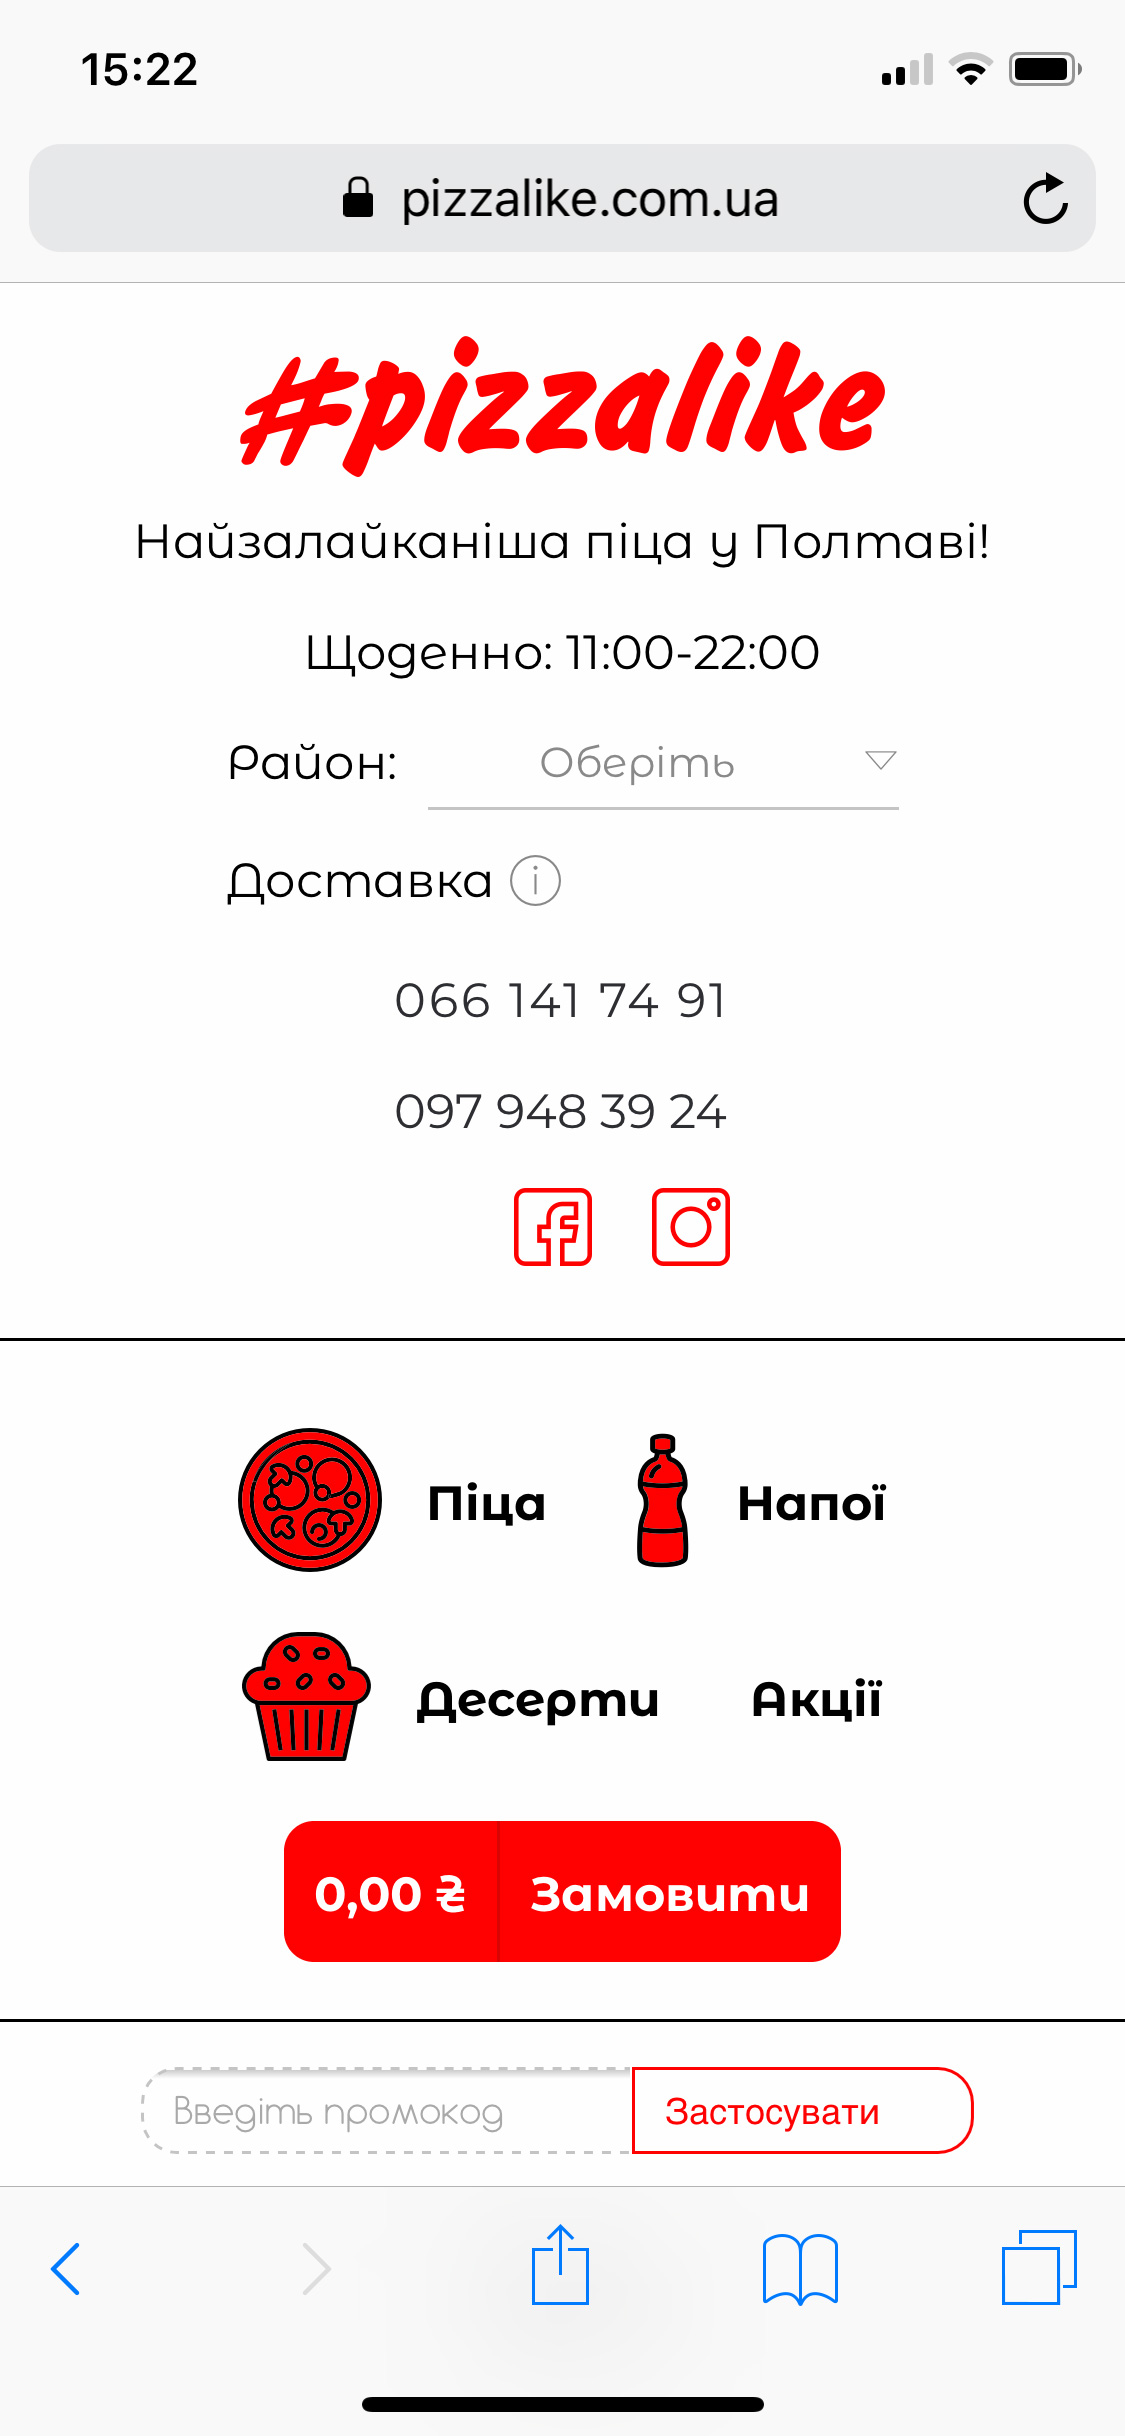 15:22
pizzalike.com.ua
#pizzalike
Найзалайканіша піца у Полтаві!
Щоденно: 11:00-22:00
Район: Оберіть
Доставка i
066 141 74 91
097 948 39 24
Піца Напої
Десерти Акції
0,00 ₴ Замовити
Введіть промокод Застосувати